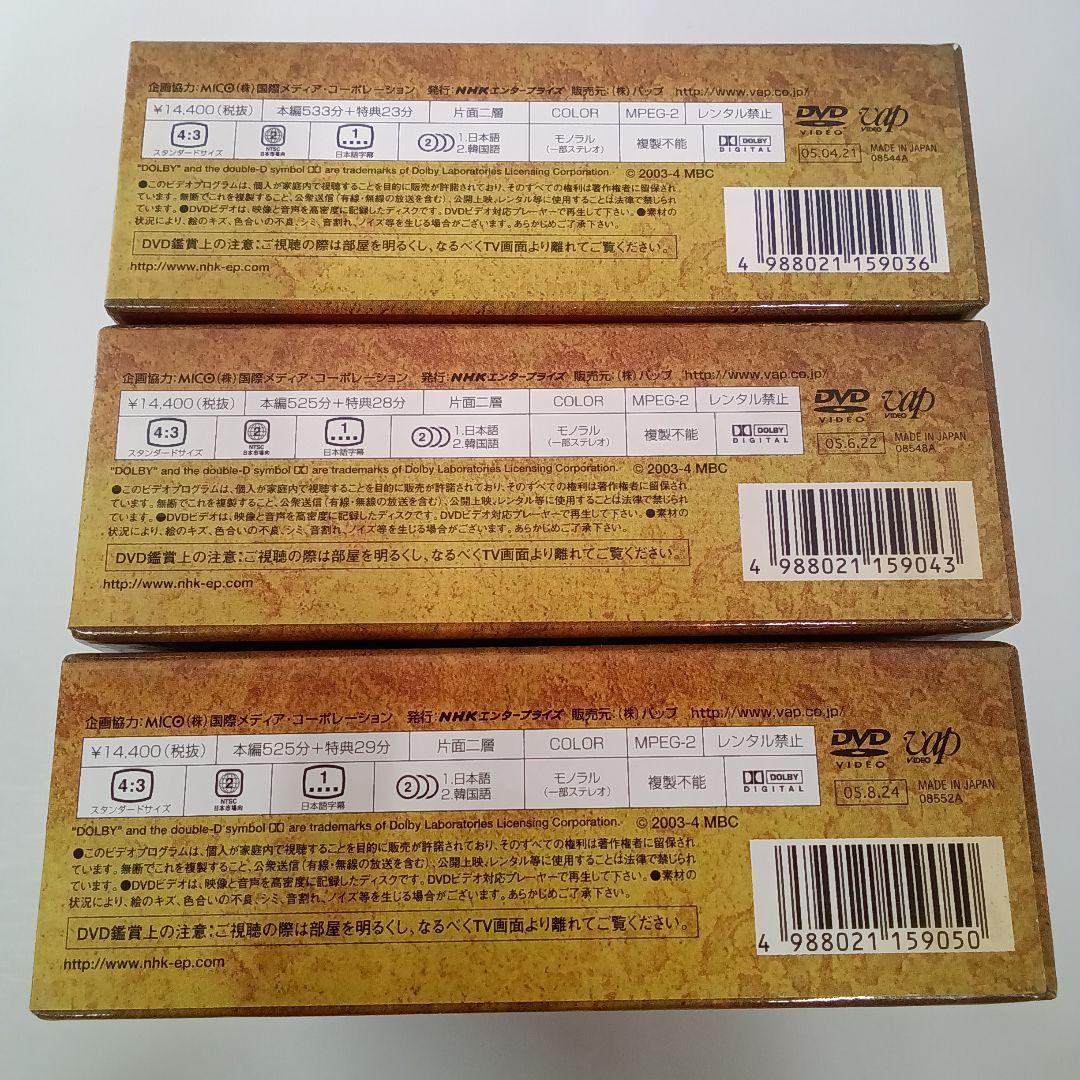 企画協力:MICO(株)国際メディア・コーポレーション 発行:NHKエンタープライズ 販売元:(株)バップ http://www.vap.co.jp/
¥14,400(税抜) 本編533分+特典23分 片面二層 COLOR MPEG-2 レンタル禁止
DVD VIDEO vap VIDEO
4:3 スタンダードサイズ 2 NTSC 日本市場向 1 日本語字幕 2 1.日本語 2.韓国語 モノラル (一部ステレオ) 複製不能 DOLBY DIGITAL
05.04.21 MADE IN JAPAN 08544A
"DOLBY" and the double-D symbol are trademarks of Dolby Laboratories Licensing Corporation. © 2003-4 MBC
●このビデオプログラムは、個人が家庭内で視聴することを目的に販売が許諾されており、そのすべての権利は著作権者に留保さ
れています。無断でこれを複製すること、公衆送信(有線・無線の放送を含む)、公開上映、レンタル等に使用することは法律で禁じられ
ています。●DVDビデオは、映像と音声を高密度に記録したディスクです。DVDビデオ対応プレーヤーで再生して下さい。●素材の
状況により、絵のキズ、色合いの不良、シミ、音割れ、ノイズ等を生じる場合がございます。あらかじめご了承下さい。
DVD鑑賞上の注意:ご視聴の際は部屋を明るくし、なるべくTV画面より離れてご覧ください。
http://www.nhk-ep.com
4 988021 159036
企画協力:MICO(株)国際メディア・コーポレーション 発行:NHKエンタープライズ 販売元:(株)バップ http://www.vap.co.jp/
¥14,400(税抜) 本編525分+特典28分 片面二層 COLOR MPEG-2 レンタル禁止
DVD VIDEO vap VIDEO
4:3 スタンダードサイズ 2 NTSC 日本市場向 1 日本語字幕 2 1.日本語 2.韓国語 モノラル (一部ステレオ) 複製不能 DOLBY DIGITAL
05.6.22 MADE IN JAPAN 08548A
"DOLBY" and the double-D symbol are trademarks of Dolby Laboratories Licensing Corporation. © 2003-4 MBC
●このビデオプログラムは、個人が家庭内で視聴することを目的に販売が許諾されており、そのすべての権利は著作権者に留保され
ています。無断でこれを複製すること、公衆送信(有線・無線の放送を含む)、公開上映、レンタル等に使用することは法律で禁じられ
ています。●DVDビデオは、映像と音声を高密度に記録したディスクです。DVDビデオ対応プレーヤーで再生して下さい。●素材の
状況により、絵のキズ、色合いの不良、シミ、音割れ、ノイズ等を生じる場合がございます。あらかじめご了承下さい。
DVD鑑賞上の注意:ご視聴の際は部屋を明るくし、なるべくTV画面より離れてご覧ください。
http://www.nhk-ep.com
4 988021 159043
企画協力:MICO(株)国際メディア・コーポレーション 発行:NHKエンタープライズ 販売元:(株)バップ http://www.vap.co.jp/
¥14,400(税抜) 本編525分+特典29分 片面二層 COLOR MPEG-2 レンタル禁止
DVD VIDEO vap VIDEO
4:3 スタンダードサイズ 2 NTSC 日本市場向 1 日本語字幕 2 1.日本語 2.韓国語 モノラル (一部ステレオ) 複製不能 DOLBY DIGITAL
05.8.24 MADE IN JAPAN 08552A
"DOLBY" and the double-D symbol are trademarks of Dolby Laboratories Licensing Corporation. © 2003-4 MBC
●このビデオプログラムは、個人が家庭内で視聴することを目的に販売が許諾されており、そのすべての権利は著作権者に留保され
ています。無断でこれを複製すること、公衆送信(有線・無線の放送を含む)、公開上映、レンタル等に使用することは法律で禁じられ
ています。●DVDビデオは、映像と音声を高密度に記録したディスクです。DVDビデオ対応プレーヤーで再生して下さい。●素材の
状況により、絵のキズ、色合いの不良、シミ、音割れ、ノイズ等を生じる場合がございます。あらかじめご了承下さい。
DVD鑑賞上の注意:ご視聴の際は部屋を明るくし、なるべくTV画面より離れてご覧ください。
http://www.nhk-ep.com
4 988021 159050